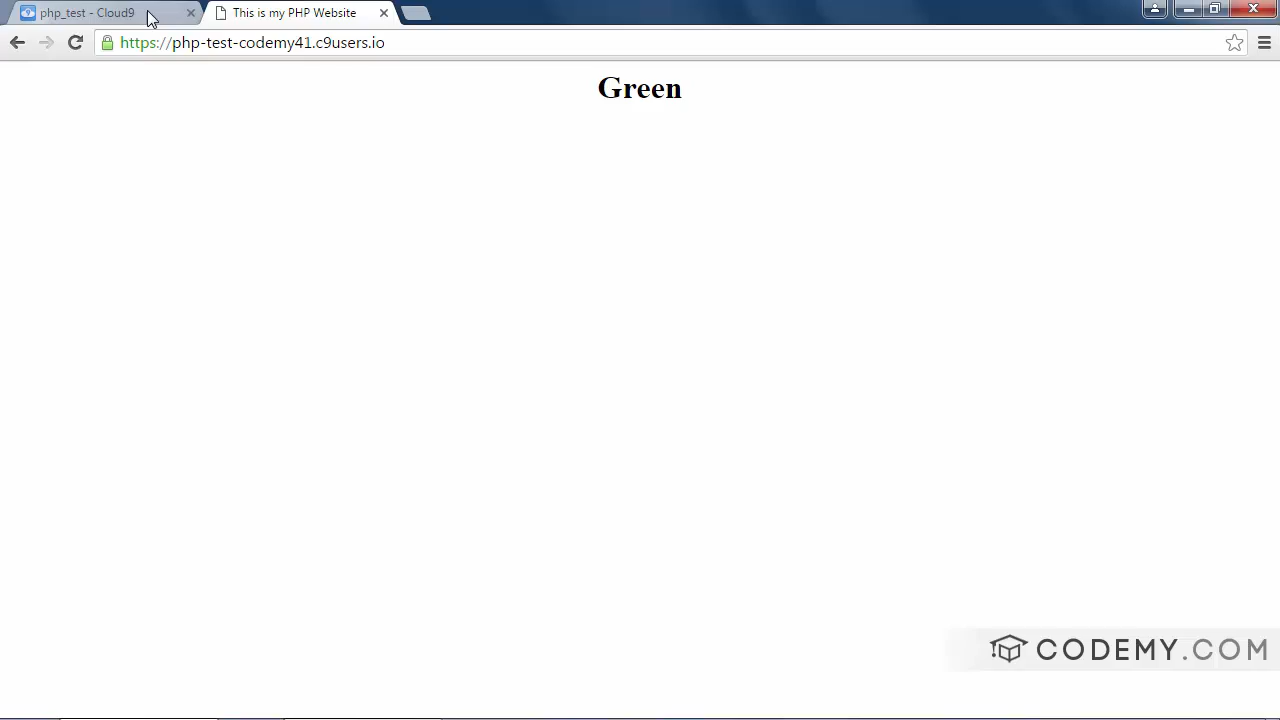 php_test - Cloud9
This is my PHP Website
https://php-test-codemy41.c9users.io
Green
CODEMY.COM